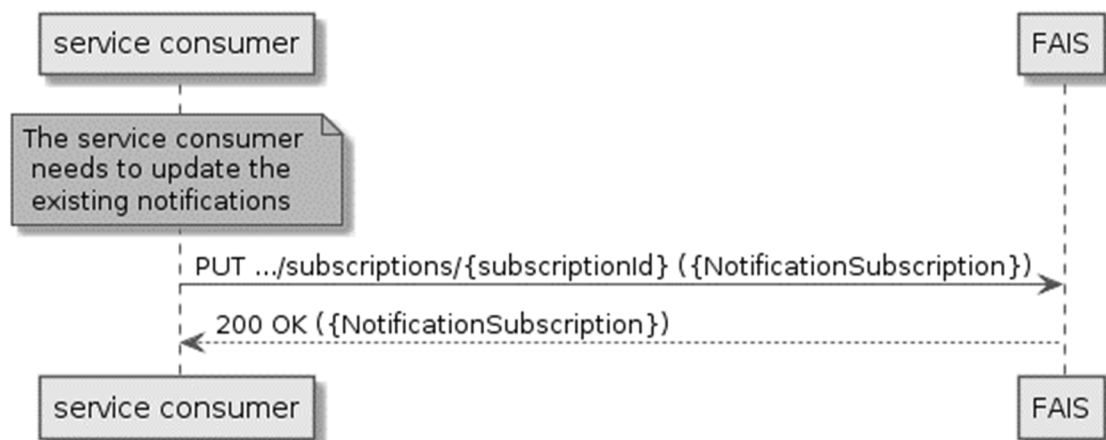 service consumer
FAIS
The service consumer
needs to update the
existing notifications
PUT .../subscriptions/{subscriptionId} ({NotificationSubscription})
200 OK ({NotificationSubscription})
service consumer
FAIS